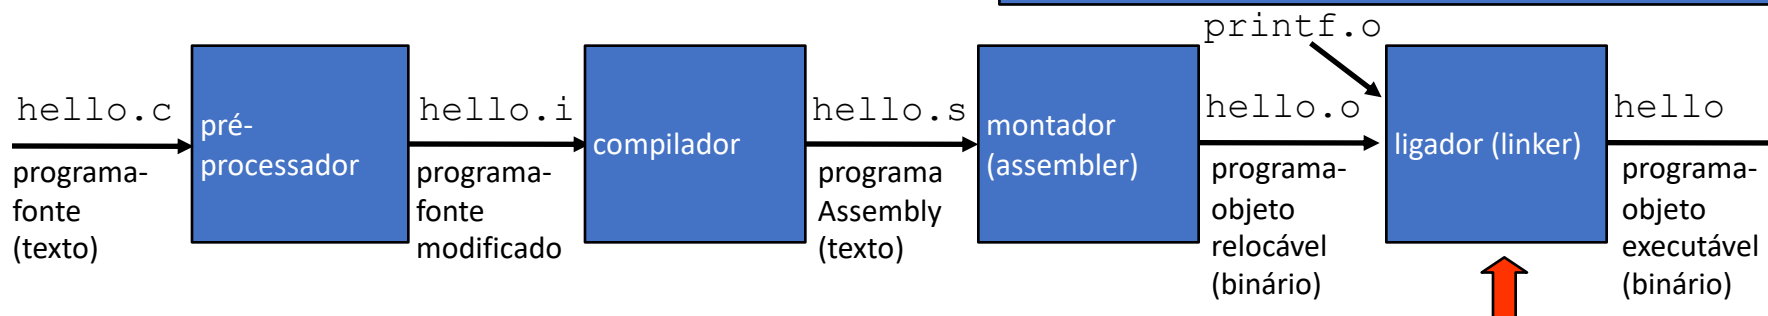 printf.o
hello.c
pré-
processador
hello.i
compilador
hello.s
montador
(assembler)
hello.o
ligador (linker)
hello
programa-
fonte
(texto)
programa-
fonte
modificado
programa
Assembly
(texto)
programa-
objeto
relocável
(binário)
programa-
objeto
executável
(binário)